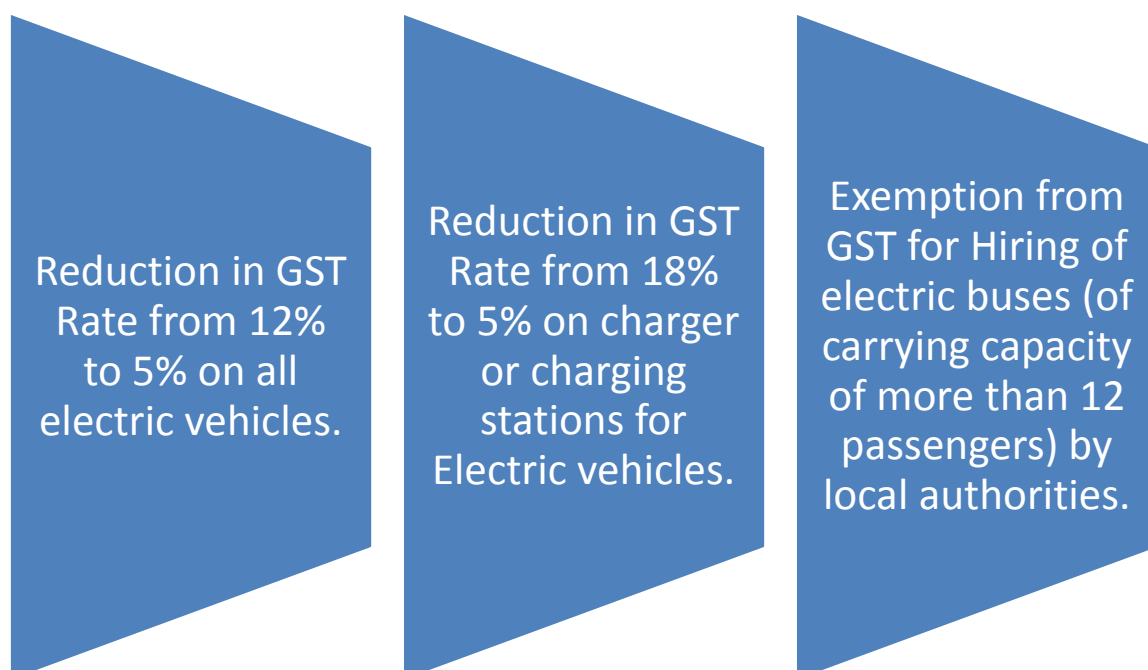 Reduction in GST
Rate from 12%
to 5% on all
electric vehicles.
Reduction in GST
Rate from 18%
to 5% on charger
or charging
stations for
Electric vehicles.
Exemption from
GST for Hiring of
electric buses (of
carrying capacity
of more than 12
passengers) by
local authorities.